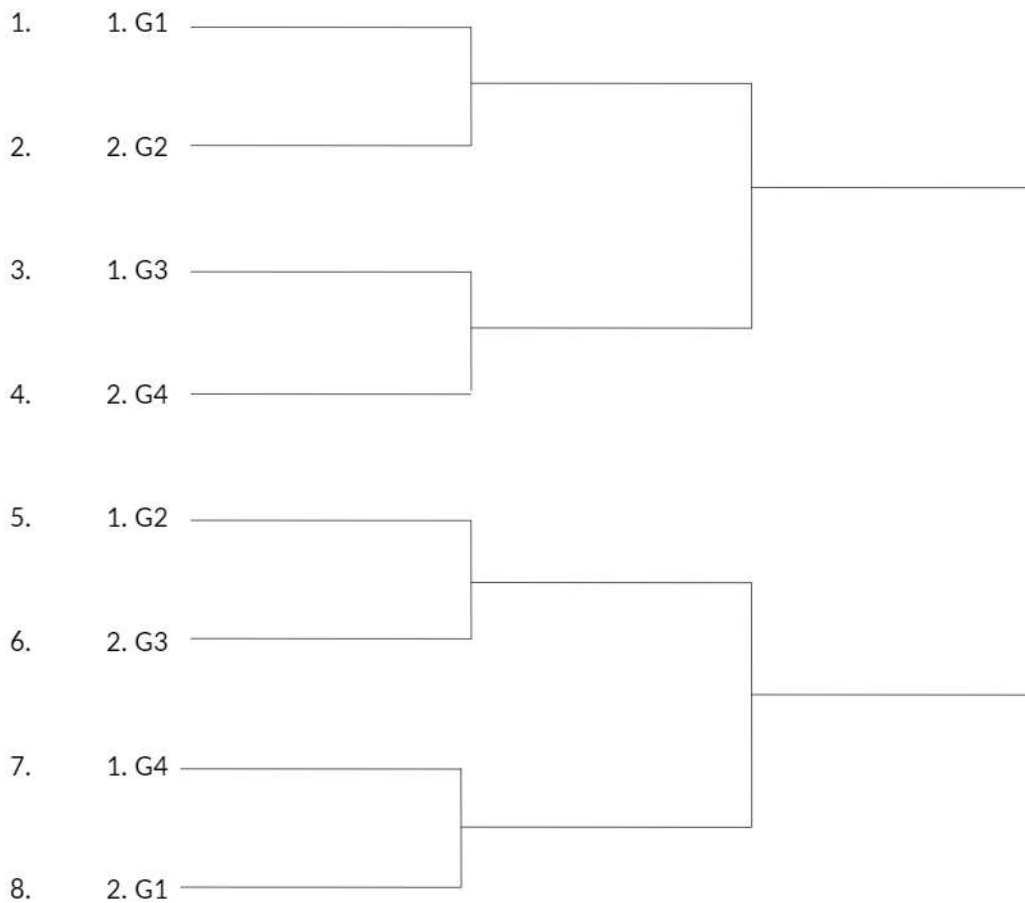 1. 1. G1
2. 2. G2
3. 1. G3
4. 2. G4
5. 1. G2
6. 2. G3
7. 1. G4
8. 2. G1